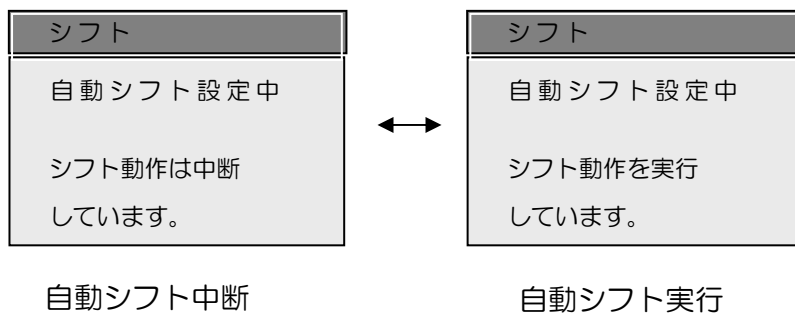 シフト
自動シフト設定中
シフト動作は中断
しています。
自動シフト中断
シフト
自動シフト設定中
シフト動作を実行
しています。
自動シフト実行